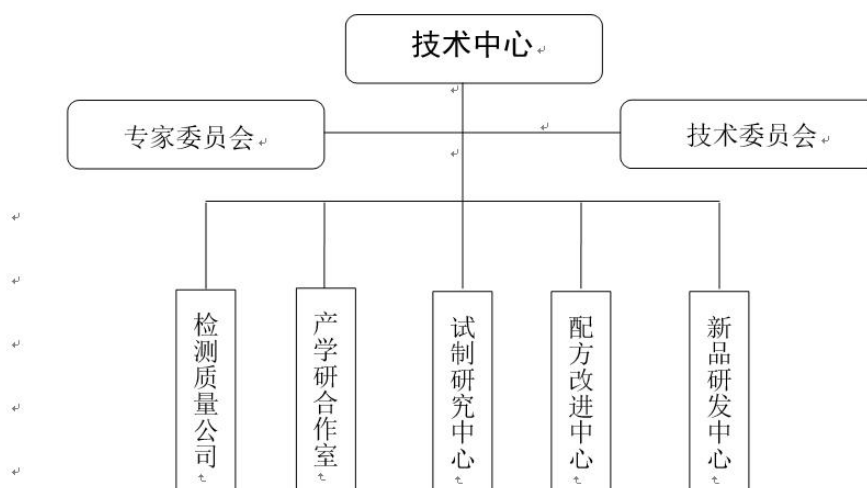 技术中心
专家委员会
技术委员会
检测质量公司
产学研合作室
试制研究中心
配方改进中心
新品研发中心